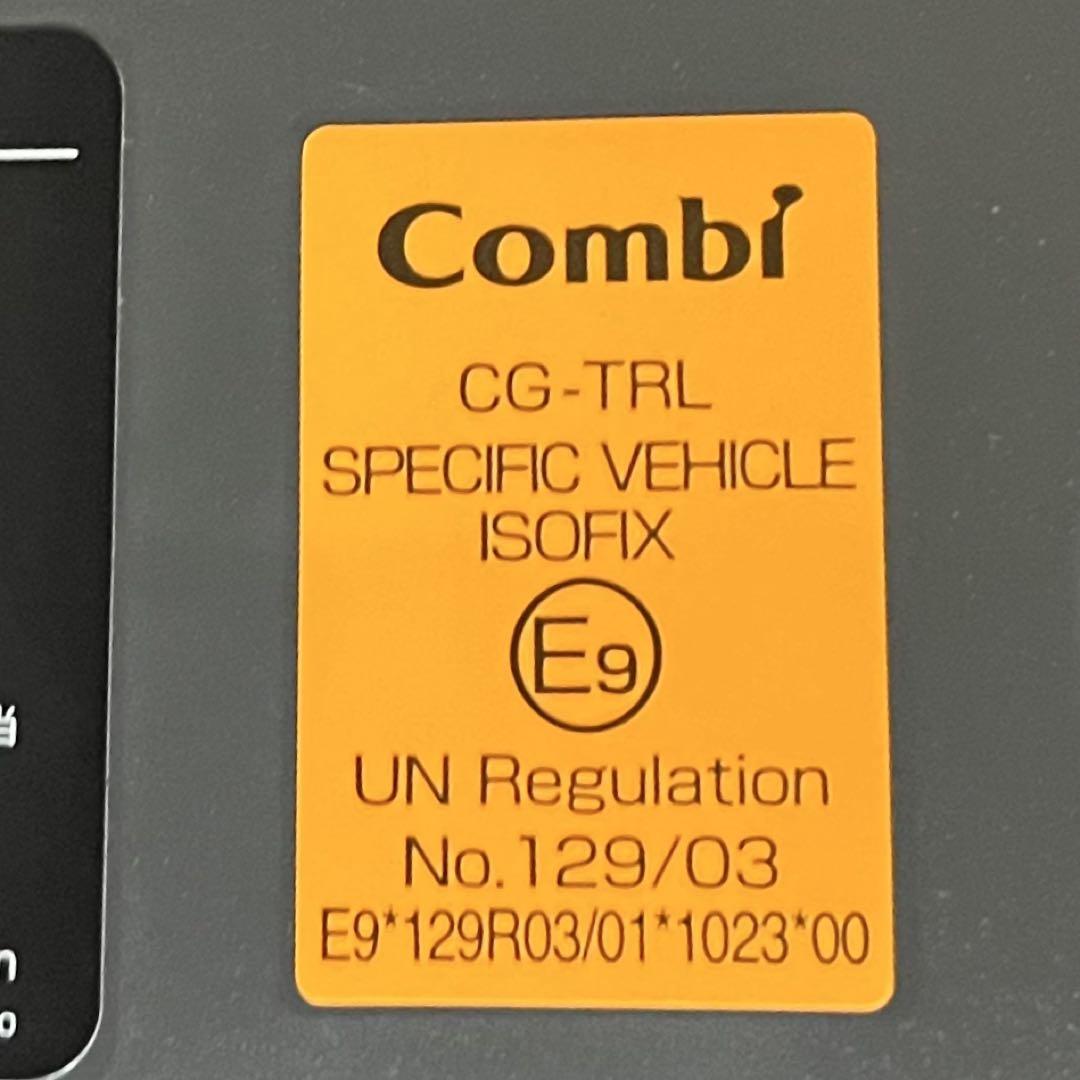 Combi
CG-TRL
SPECIFIC VEHICLE
ISOFIX
E9
UN Regulation
No.129/03
E9*129R03/01*1023*00